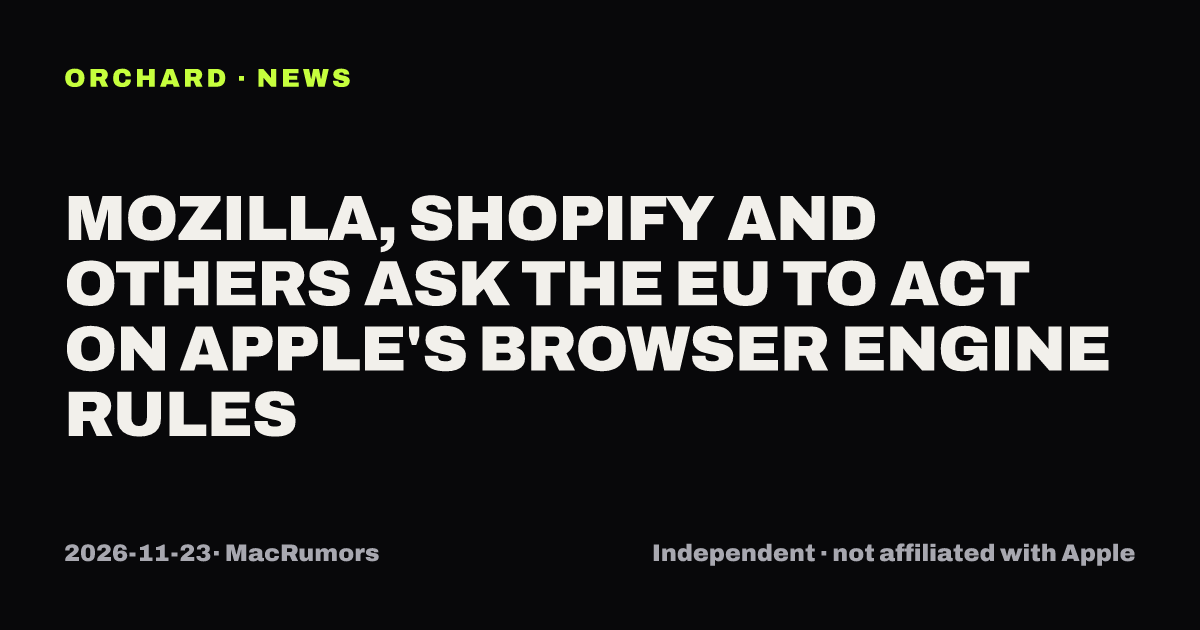 ORCHARD · NEWS
MOZILLA, SHOPIFY AND
OTHERS ASK THE EU TO ACT
ON APPLE'S BROWSER ENGINE
RULES
2026-11-23· MacRumors
Independent · not affiliated with Apple